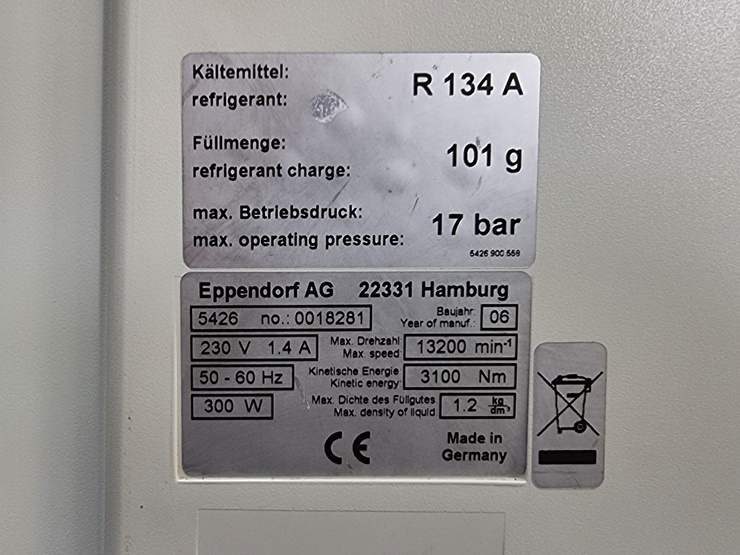 Kältemittel:
refrigerant: R 134 A
Füllmenge:
refrigerant charge: 101 g
max. Betriebsdruck:
max. operating pressure: 17 bar
5426 900.558
Eppendorf AG 22331 Hamburg
5426 no.: 0018281
Baujahr:
Year of manuf.: 06
230 V 1.4 A
Max. Drehzahl
Max. speed: 13200 min-¹
50 - 60 Hz
Kinetische Energie
Kinetic energy: 3100 Nm
300 W
Max. Dichte des Füllgutes
Max. density of liquid: 1.2 kg/dm³
CE
Made in
Germany